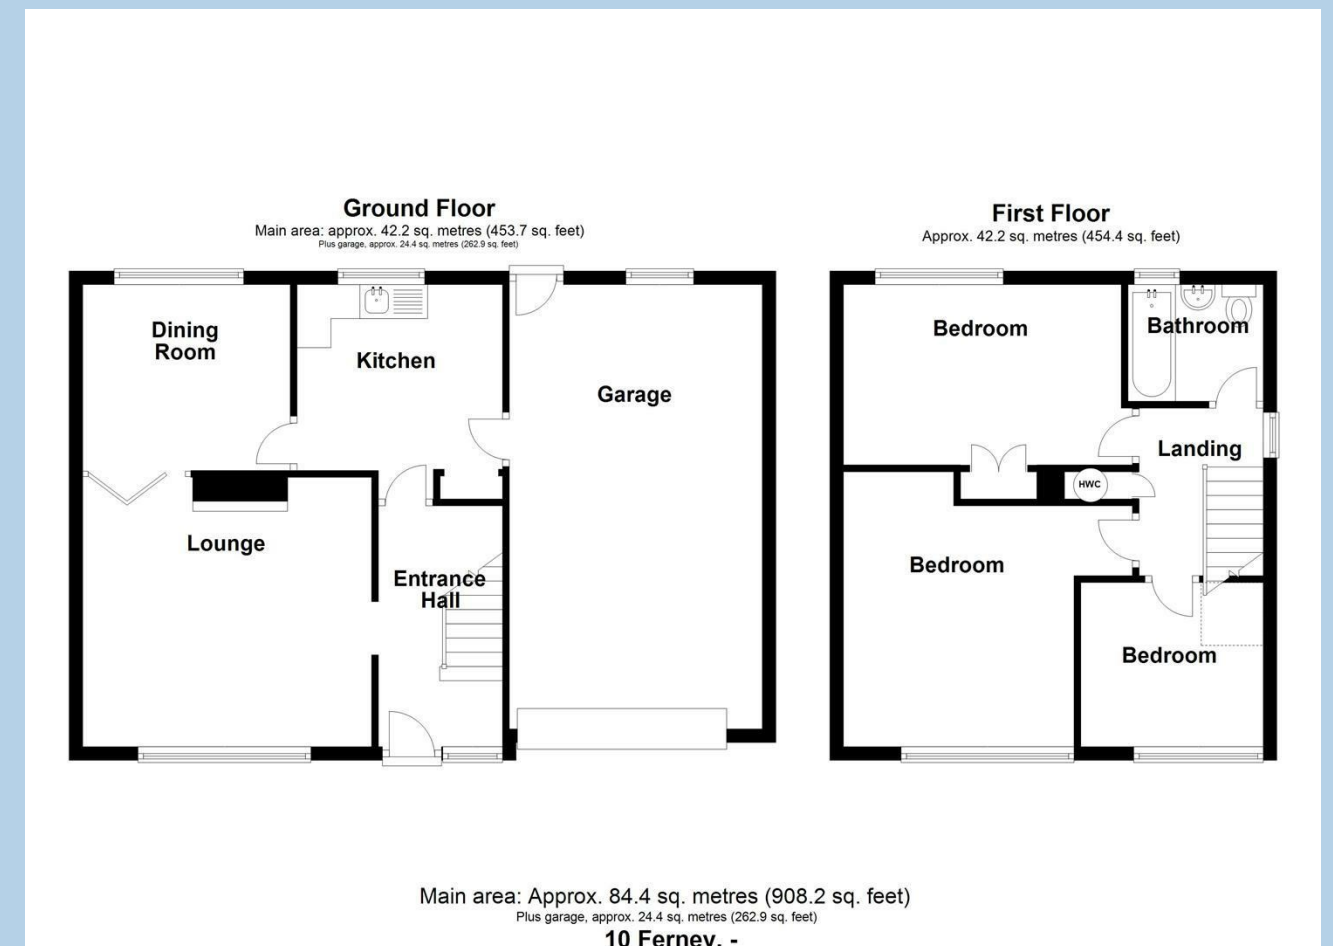 Ground Floor
Main area: approx. 42.2 sq. metres (453.7 sq. feet)
Plus garage, approx. 24.4 sq. metres (262.9 sq. feet)
Dining
Room
Kitchen
Garage
Lounge
Entrance
Hall
First Floor
Approx. 42.2 sq. metres (454.4 sq. feet)
Bedroom
Bathroom
Landing
HWC
Bedroom
Bedroom
Main area: Approx. 84.4 sq. metres (908.2 sq. feet)
Plus garage, approx. 24.4 sq. metres (262.9 sq. feet)
10 Ferney, -